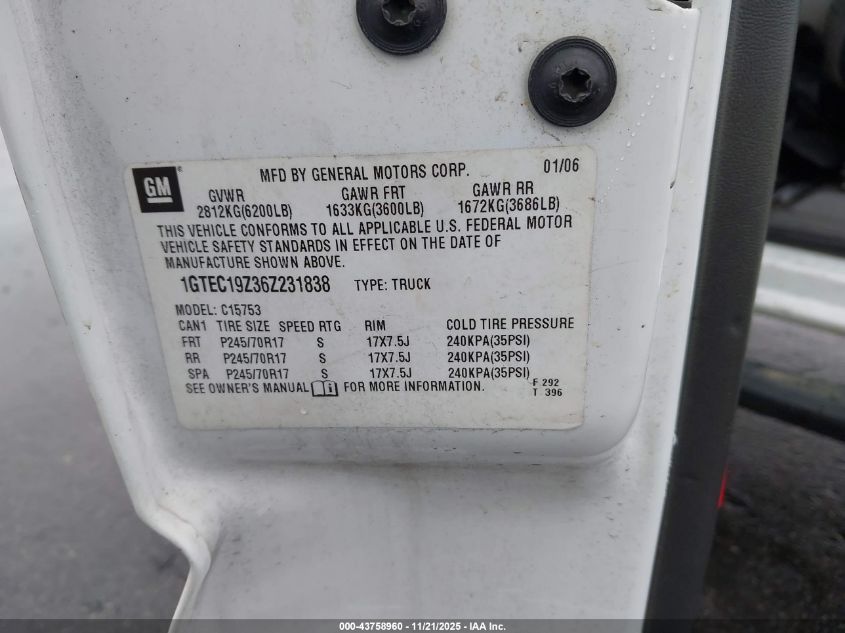 GM
MFD BY GENERAL MOTORS CORP. 01/06
GVWR GAWR FRT GAWR RR
2812KG(6200LB) 1633KG(3600LB) 1672KG(3686LB)
THIS VEHICLE CONFORMS TO ALL APPLICABLE U.S. FEDERAL MOTOR
VEHICLE SAFETY STANDARDS IN EFFECT ON THE DATE OF
MANUFACTURE SHOWN ABOVE.
1GTEC19Z36Z231838 TYPE: TRUCK
MODEL: C15753
CAN1 TIRE SIZE SPEED RTG RIM COLD TIRE PRESSURE
FRT P245/70R17 S 17X7.5J 240KPA(35PSI)
RR P245/70R17 S 17X7.5J 240KPA(35PSI)
SPA P245/70R17 S 17X7.5J 240KPA(35PSI)
SEE OWNER'S MANUAL i FOR MORE INFORMATION. F 292
T 396
000-43758960 - 11/21/2025 - IAA Inc.